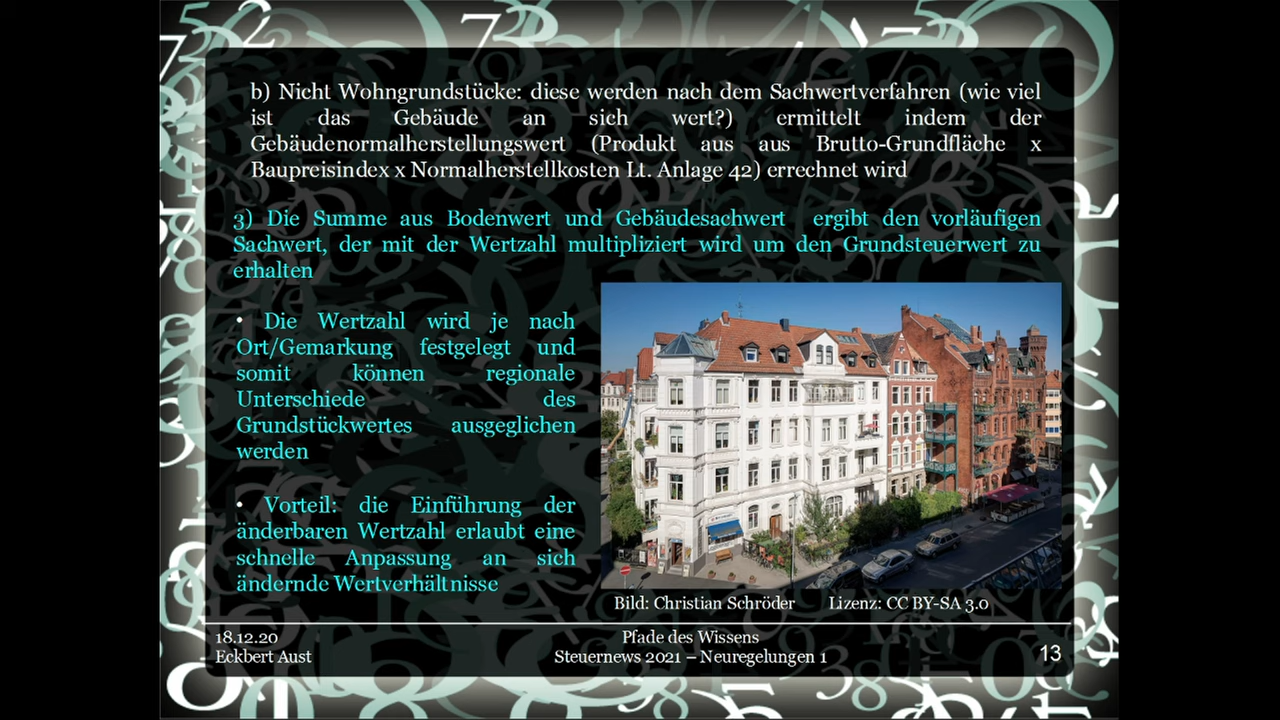 b) Nicht Wohngrundstücke: diese werden nach dem Sachwertverfahren (wie viel
ist das Gebäude an sich wert?) ermittelt indem der
Gebäudenormalherstellungswert (Produkt aus aus Brutto-Grundfläche x
Baupreisindex x Normalherstellkosten Lt. Anlage 42) errechnet wird
3) Die Summe aus Bodenwert und Gebäudesachwert ergibt den vorläufigen
Sachwert, der mit der Wertzahl multipliziert wird um den Grundsteuerwert zu
erhalten
• Die Wertzahl wird je nach
Ort/Gemarkung festgelegt und
somit können regionale
Unterschiede des
Grundstückwertes ausgeglichen
werden
• Vorteil: die Einführung der
änderbaren Wertzahl erlaubt eine
schnelle Anpassung an sich
ändernde Wertverhältnisse
Bild: Christian Schröder Lizenz: CC BY-SA 3.0
18.12.20
Eckbert Aust
Pfade des Wissens
Steuernews 2021 – Neuregelungen 1
13